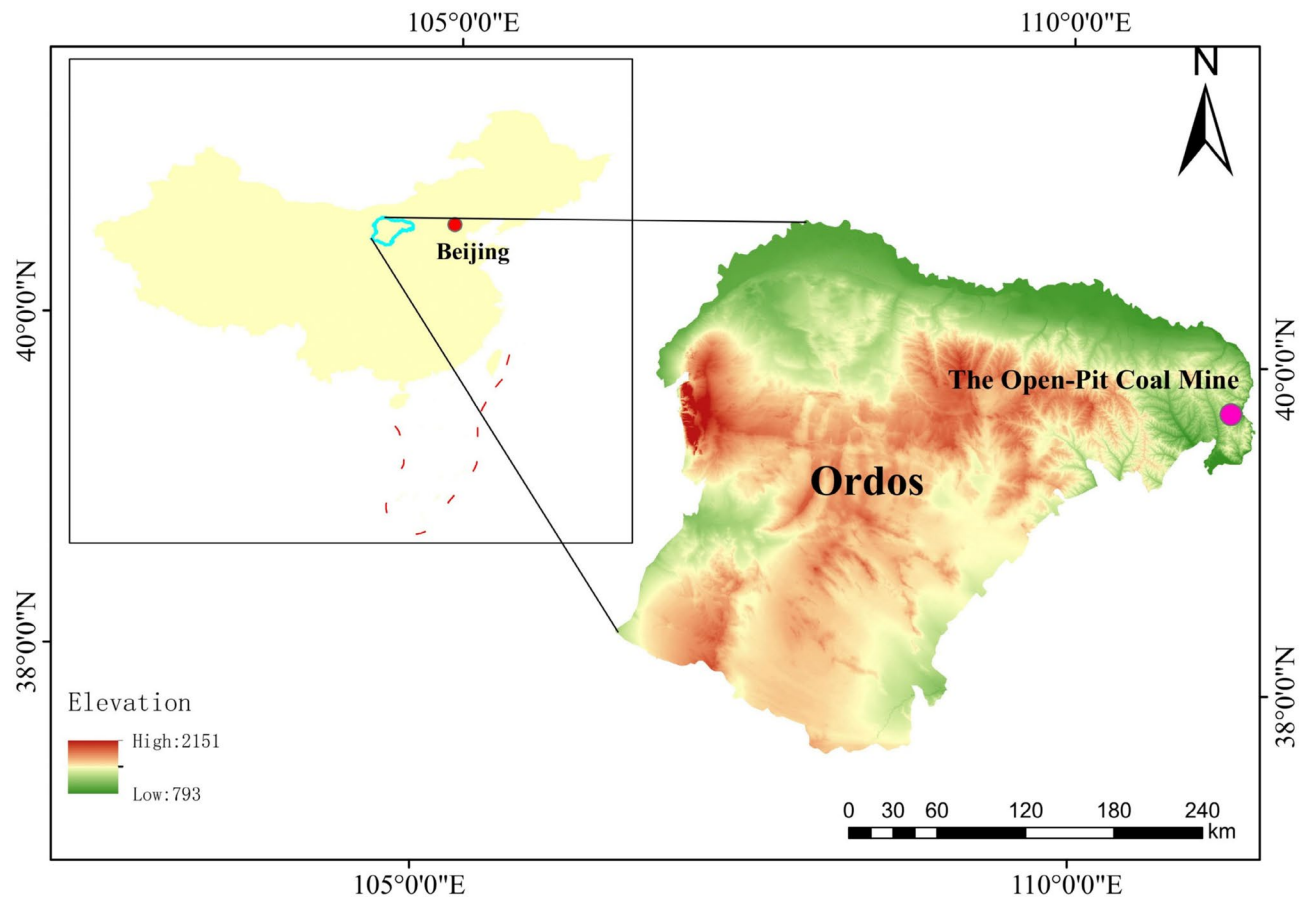 105°0'0"E
110°0'0"E
N
Beijing
40°0'0"N
40°0'0"N
The Open-Pit Coal Mine
Ordos
38°0'0"N
38°0'0"N
Elevation
High:2151
Low:793
0 30 60 120 180 240
km
105°0'0"E
110°0'0"E